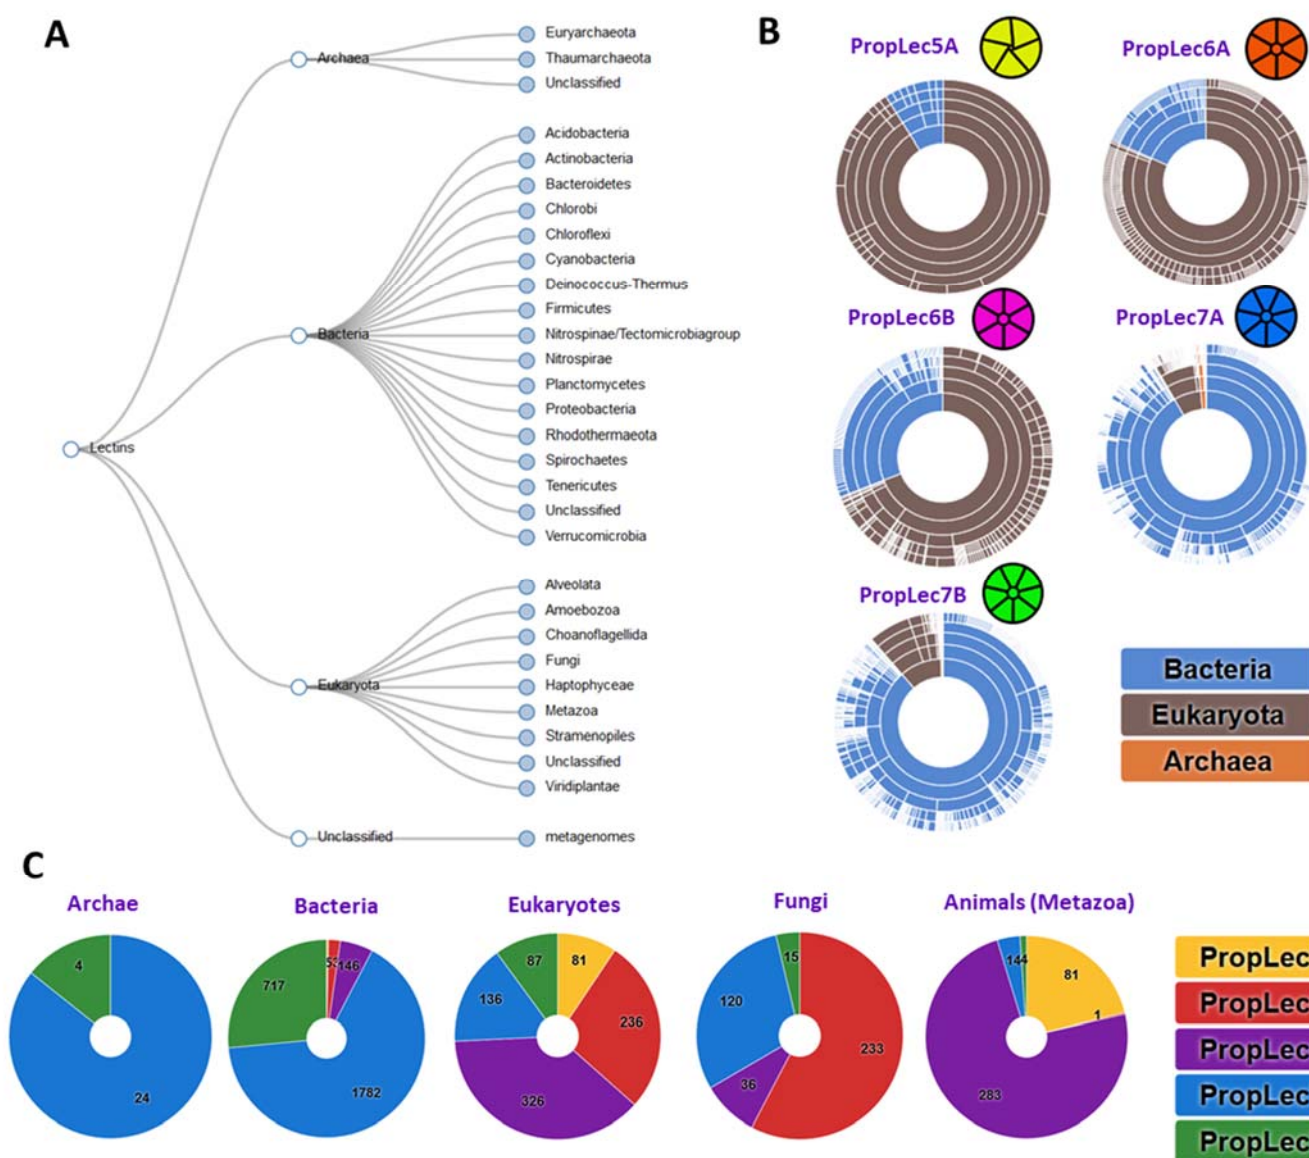 A
Lectins
Archaea
Euryarchaeota
Thaumarchaeota
Unclassified
Bacteria
Acidobacteria
Actinobacteria
Bacteroidetes
Chlorobi
Chloroflexi
Cyanobacteria
Deinococcus-Thermus
Firmicutes
Nitrospinae/Tectomicrobiagroup
Nitrospirae
Planctomycetes
Proteobacteria
Rhodothermaeota
Spirochaetes
Tenericutes
Unclassified
Verrucomicrobia
Eukaryota
Alveolata
Amoebozoa
Choanoflagellida
Fungi
Haptophyceae
Metazoa
Stramenopiles
Unclassified
Viridiplantae
Unclassified
metagenomes
B
PropLec5A
PropLec6A
PropLec6B
PropLec7A
PropLec7B
Bacteria
Eukaryota
Archaea
C
Archae
4
24
Bacteria
717
53
146
1782
Eukaryotes
87
81
136
236
326
Fungi
15
120
233
36
Animals (Metazoa)
14
4
81
1
283
PropLec
PropLec
PropLec
PropLec
PropLec